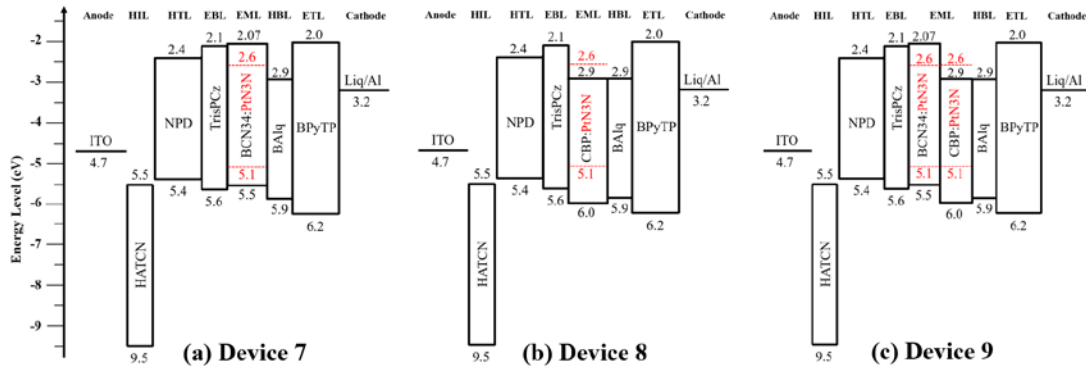 Anode HIL HTL EBL EML HBL ETL Cathode
Energy Level (eV)
-2
-3
-4
-5
-6
-7
-8
-9
ITO
4.7
5.5
HATCN
9.5
2.4
NPD
5.4
2.1
TrisPCz
5.6
2.07
2.6
BCN34:PtN3N
5.1
5.5
2.9
BAlq
5.9
2.0
BPyTP
6.2
Liq/Al
3.2
(a) Device 7
Anode HIL HTL EBL EML HBL ETL Cathode
ITO
4.7
5.5
HATCN
9.5
2.4
NPD
5.4
2.1
TrisPCz
5.6
2.6
2.9
CBP:PtN3N
5.1
6.0
2.9
BAlq
5.9
2.0
BPyTP
6.2
Liq/Al
3.2
(b) Device 8
Anode HIL HTL EBL EML HBL ETL Cathode
ITO
4.7
5.5
HATCN
9.5
2.4
NPD
5.4
2.1
TrisPCz
5.6
2.07
2.6
BCN34:PtN3N
5.1
5.5
2.6
2.9
CBP:PtN3N
5.1
6.0
2.9
BAlq
5.9
2.0
BPyTP
6.2
Liq/Al
3.2
(c) Device 9